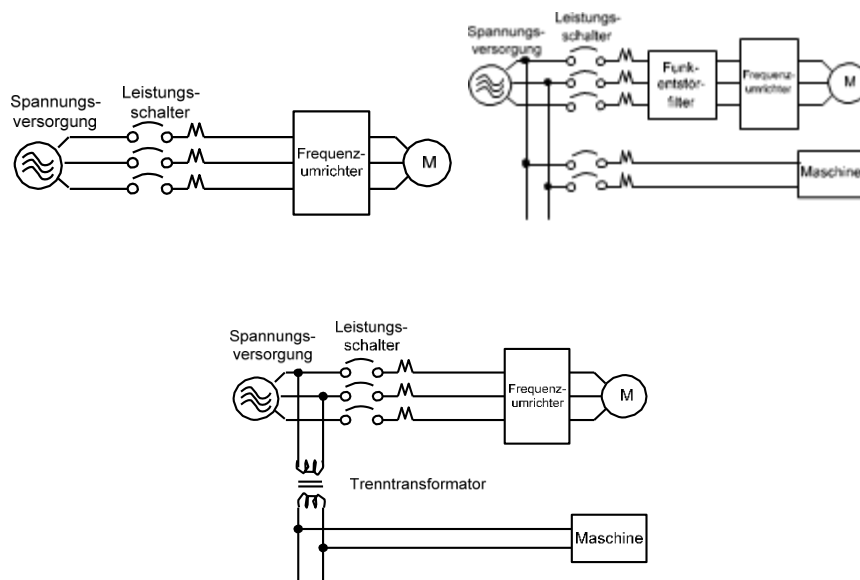 Spannungs-
versorgung
Leistungs-
schalter
Frequenz-
umrichter
M
Spannungs-
versorgung
Leistungs-
schalter
Funk-
entstör-
filter
Frequenz-
umrichter
M
Maschine
Spannungs-
versorgung
Leistungs-
schalter
Frequenz-
umrichter
M
Trenntransformator
Maschine